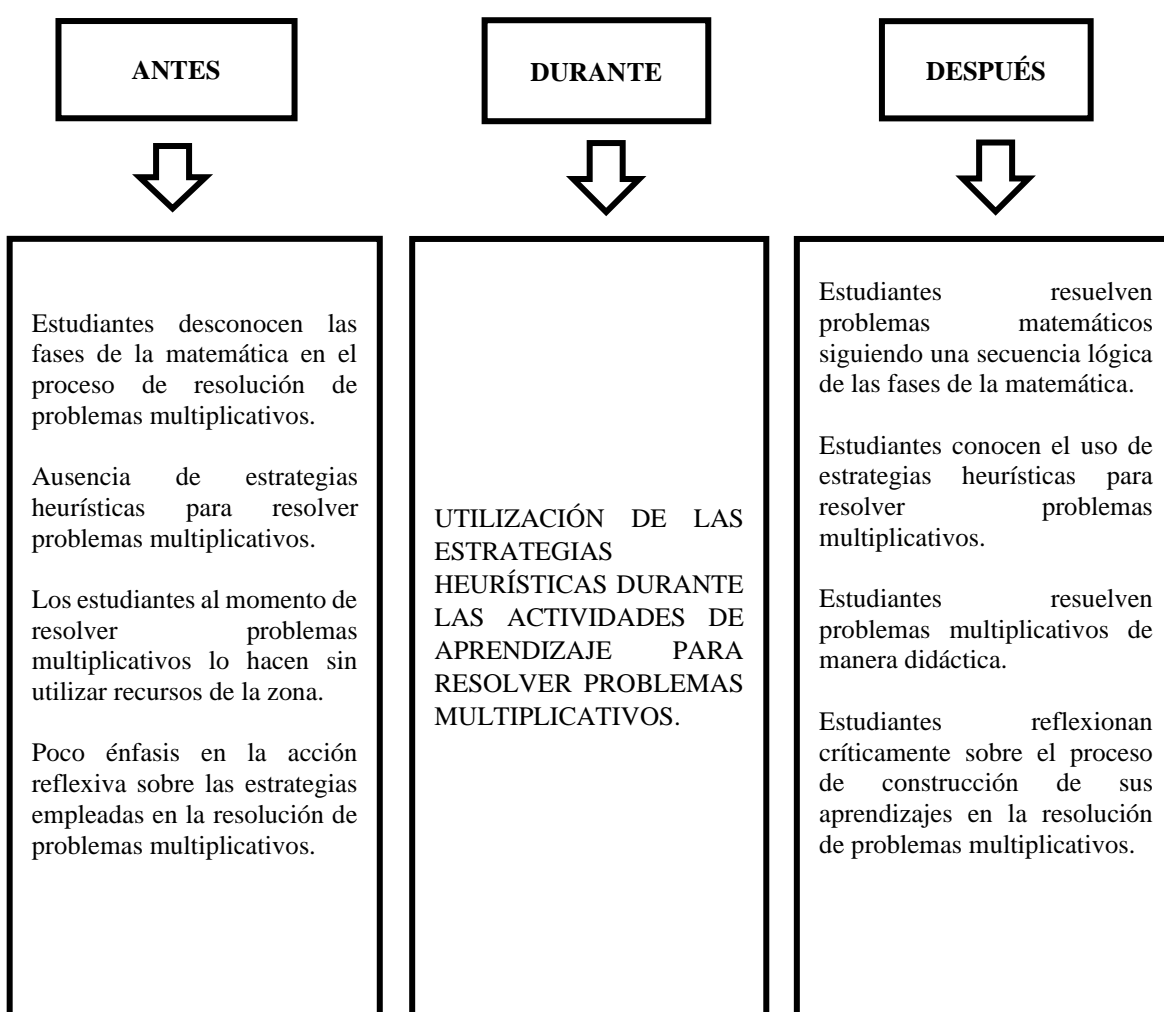 ANTES
DURANTE
DESPUÉS
Estudiantes desconocen las
fases de la matemática en el
proceso de resolución de
problemas multiplicativos.
Ausencia de estrategias
heurísticas para resolver
problemas multiplicativos.
Los estudiantes al momento de
resolver problemas
multiplicativos lo hacen sin
utilizar recursos de la zona.
Poco énfasis en la acción
reflexiva sobre las estrategias
empleadas en la resolución de
problemas multiplicativos.
UTILIZACIÓN DE LAS
ESTRATEGIAS
HEURÍSTICAS DURANTE
LAS ACTIVIDADES DE
APRENDIZAJE PARA
RESOLVER PROBLEMAS
MULTIPLICATIVOS.
Estudiantes resuelven
problemas matemáticos
siguiendo una secuencia lógica
de las fases de la matemática.
Estudiantes conocen el uso de
estrategias heurísticas para
resolver problemas
multiplicativos.
Estudiantes resuelven
problemas multiplicativos de
manera didáctica.
Estudiantes reflexionan
críticamente sobre el proceso
de construcción de sus
aprendizajes en la resolución
de problemas multiplicativos.